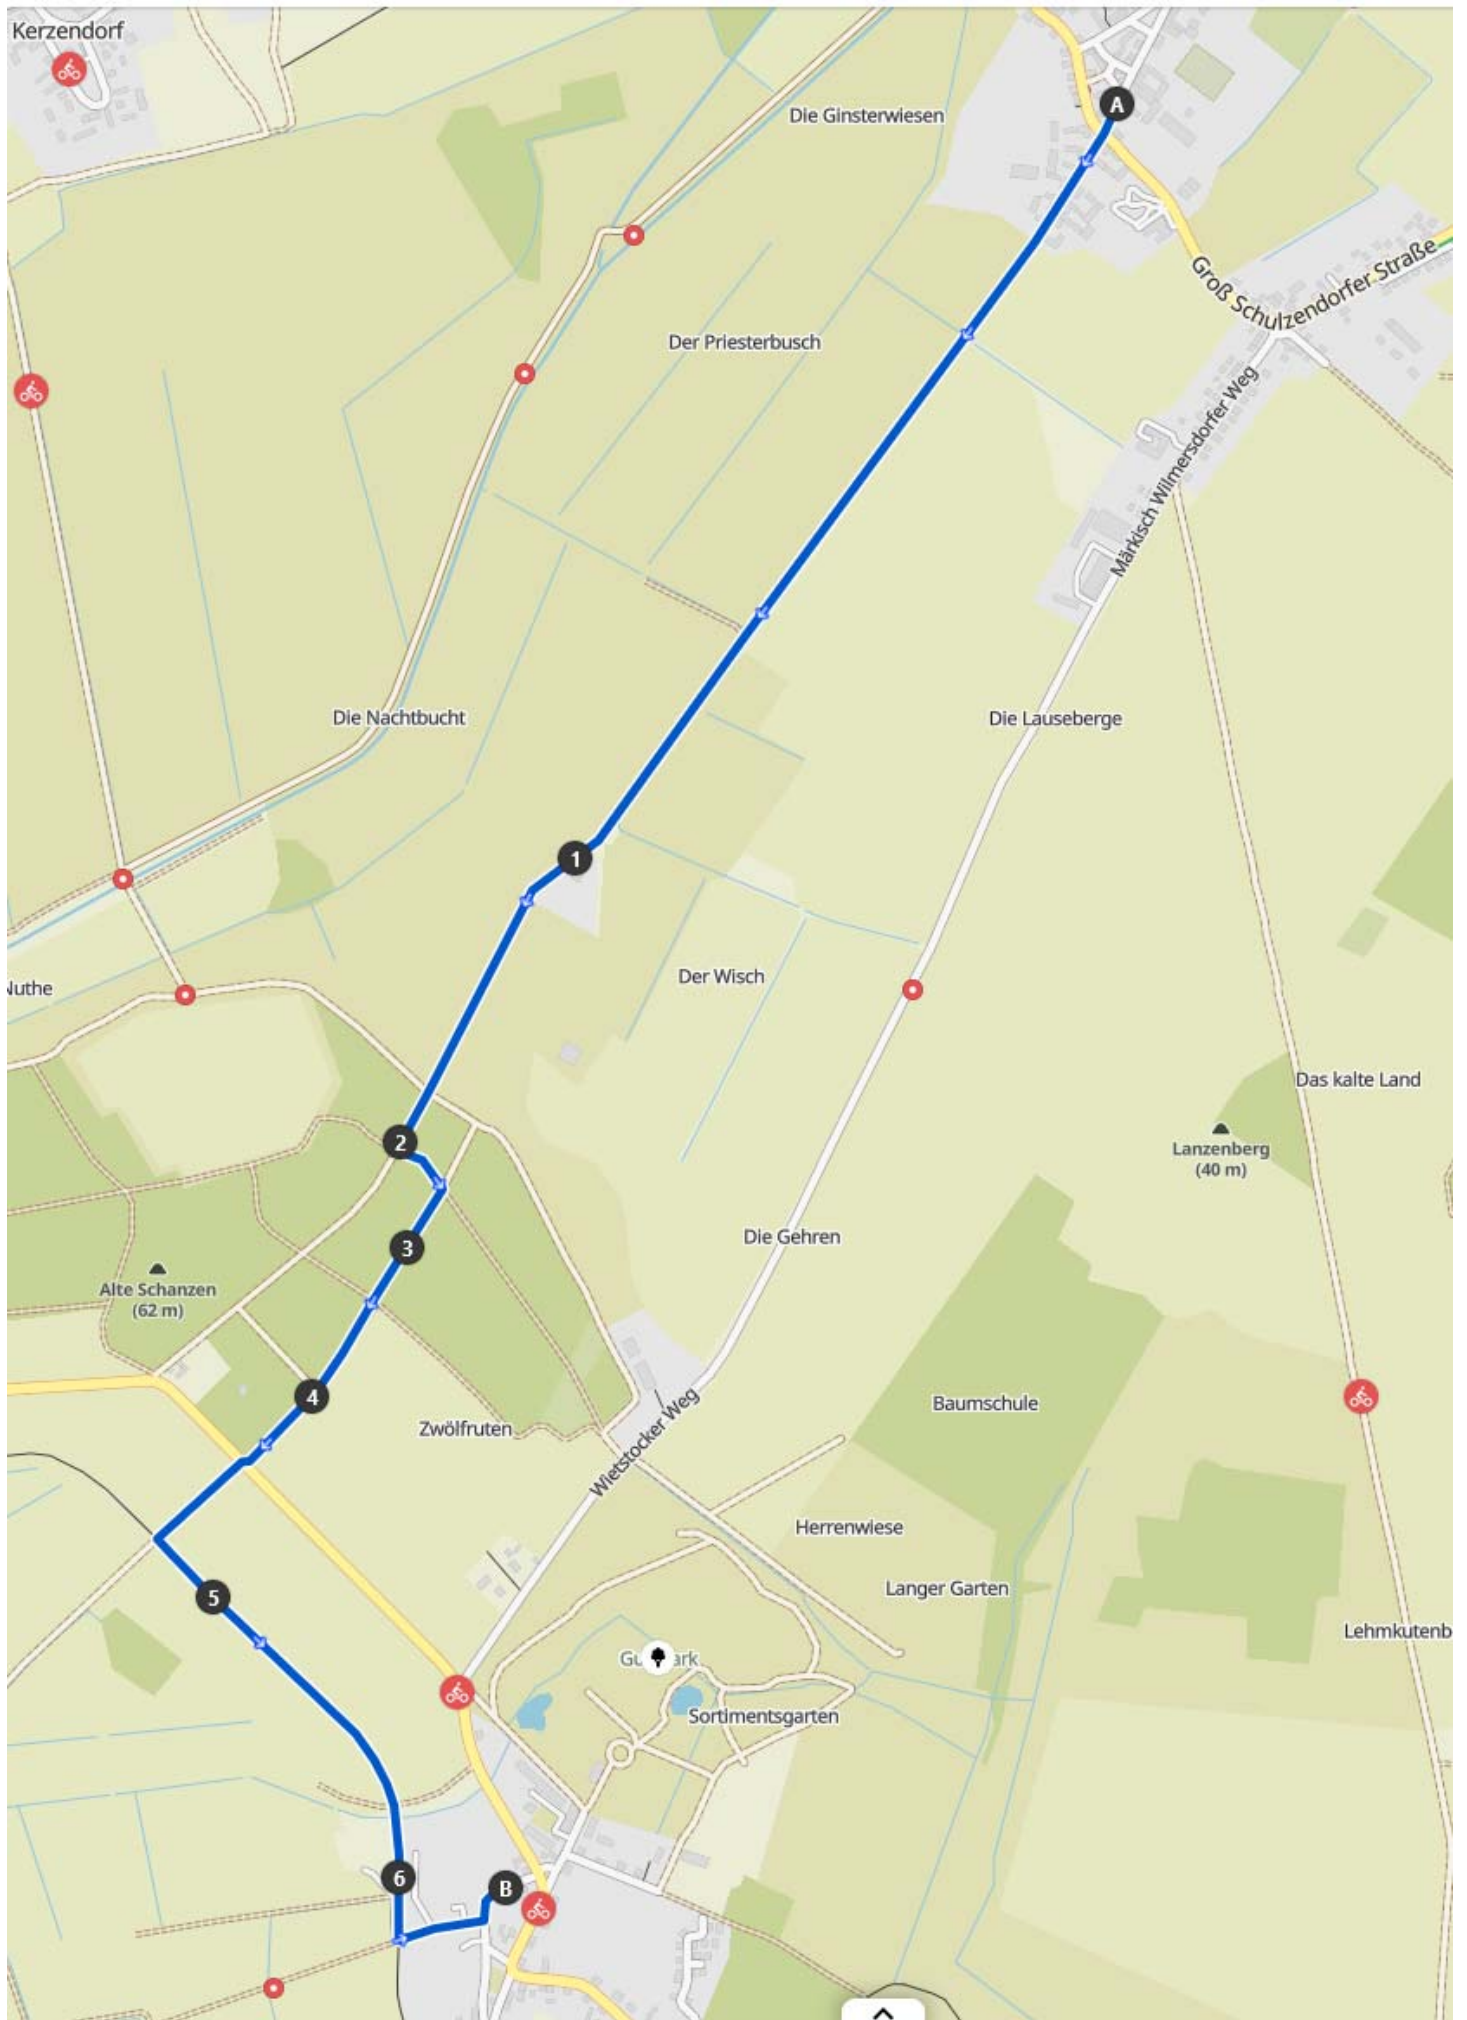 Kerzendorf
A
Die Ginsterwiesen
Groß Schulzendorfer Straße
Der Priesterbusch
Märkisch Wilmersdorfer Weg
Die Nachtbucht
Die Lauseberge
1
Der Wisch
Nuthe
Das kalte Land
2
Lanzenberg
(40 m)
Die Gehren
3
Alte Schanzen
(62 m)
4
Baumschule
Zwölfruten
Wietstocker Weg
Herrenwiese
Langer Garten
5
Lehmkutenb
Sortimentsgarten
6
B